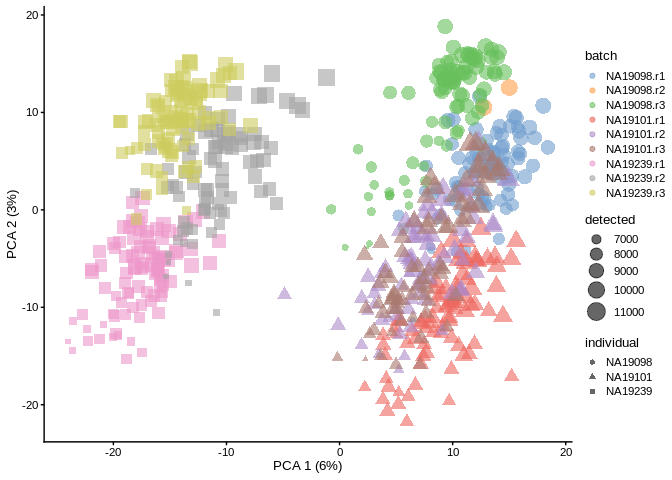 20
10
0
-10
-20
PCA 2 (3%)
-20
-10
0
10
20
PCA 1 (6%)
batch
NA19098.r1
NA19098.r2
NA19098.r3
NA19101.r1
NA19101.r2
NA19101.r3
NA19239.r1
NA19239.r2
NA19239.r3
detected
7000
8000
9000
10000
11000
individual
NA19098
NA19101
NA19239